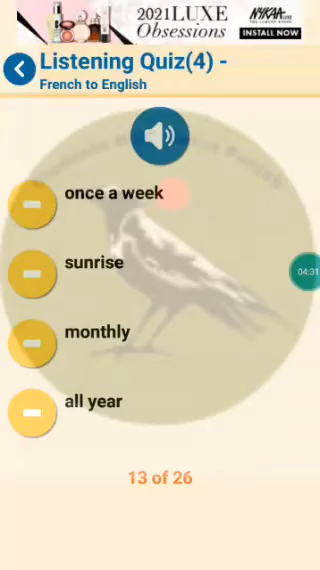 2021LUXE
Obsessions
NYKAA
INSTALL NOW
Listening Quiz(4) -
French to English
once a week
sunrise
04:31
monthly
all year
13 of 26